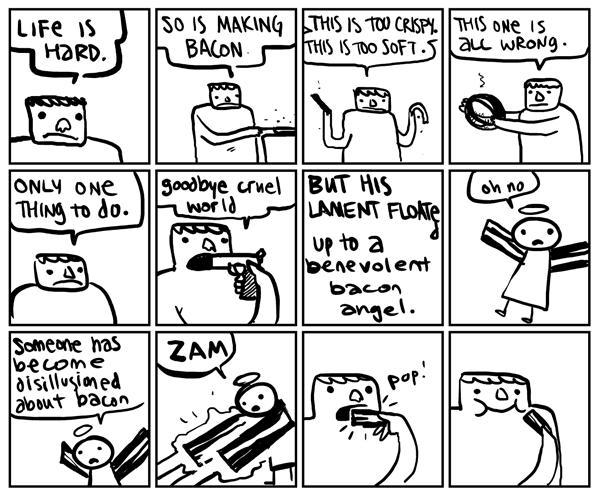 LiFE iS
HARD.
SO iS MAKiNG
BACON.
THIS IS TOO CRISPY.
THIS IS TOO SOFT.
THIS ONE IS
ALL WRONG.
ONLY ONE
THiNG to do.
goodbye cruel
world
BUT HIS
LAMENT FLOATS
up to a
benevolent
bacon
angel.
oh no
Someone has
become
disillusioned
about bacon
ZAM
pop!